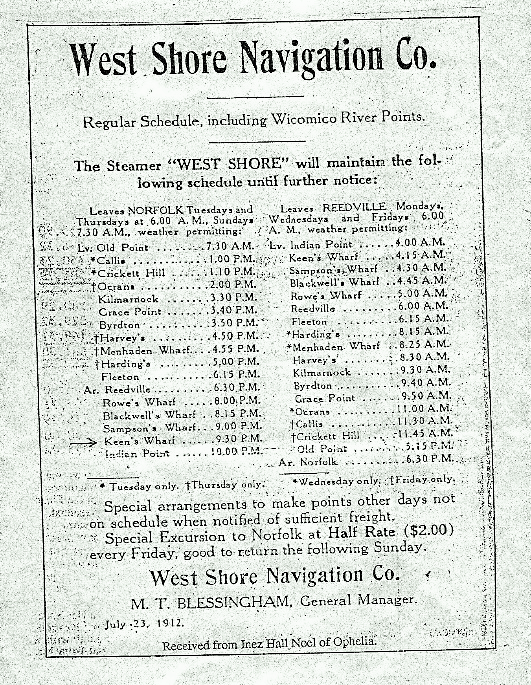 West Shore Navigation Co.
Regular Schedule, including Wicomico River Points.
The Steamer "WEST SHORE" will maintain the fol-
lowing schedule until further notice:
Leaves NORFOLK Tuesdays and
Thursdays at 6.00 A. M., Sundays
7.30 A.M., weather permitting:
Lv. Old Point ........7.30 A.M.
*Callis ........1.00 P.M.
*Crickett Hill ........1.10 P.M.
†Ocrans ........2.00 P.M.
Kilmarnock ........3.30 P.M.
Grace Point ........3.40 P.M.
Byrdton ........3.50 P.M.
†Harvey's ........4.50 P.M.
†Menhaden Wharf...4.55 P.M.
†Harding's ........5.00 P.M.
Fleeton ........6.15 P.M.
Ar. Reedville ........6.30 P.M.
Rowe's Wharf ......8.00 P.M.
Blackwell's Wharf ..8.15 P.M.
Sampson's Wharf...9.00 P.M.
Keen's Wharf ......9.30 P.M.
Indian Point ......10.00 P.M.
* Tuesday only. †Thursday only.
Leaves REEDVILLE Mondays,
Wednesdays and Fridays 6.00
A. M., weather permitting:
Lv. Indian Point ......4.00 A.M.
Keen's Wharf ......4.15 A.M.
Sampson's Wharf ..4.30 A.M.
Blackwell's Wharf ..4.45 A.M.
Rowe's Wharf ......5.00 A.M.
Reedville ........6.00 A.M.
Fleeton ........6.15 A.M.
*Harding's ........8.15 A.M.
*Menhaden Wharf ..8.25 A.M.
Harvey's ........8.30 A.M.
Kilmarnock ........9.30 A.M.
Byrdton ........9.40 A.M.
Grace Point ........9.50 A.M.
*Ocrans ........11.00 A.M.
†Callis ........11.30 A.M.
†Crickett Hill ......11.45 A.M.
Old Point ........5.15 P.M.
Ar. Norfolk ........6.30 P.M.
*Wednesday only. †Friday only.
Special arrangements to make points other days not
on schedule when notified of sufficient freight.
Special Excursion to Norfolk at Half Rate ($2.00)
every Friday, good to return the following Sunday.
West Shore Navigation Co.
M. T. BLESSINGHAM, General Manager.
July 23, 1912.
Received from Inez Hall Noel of Ophelia.